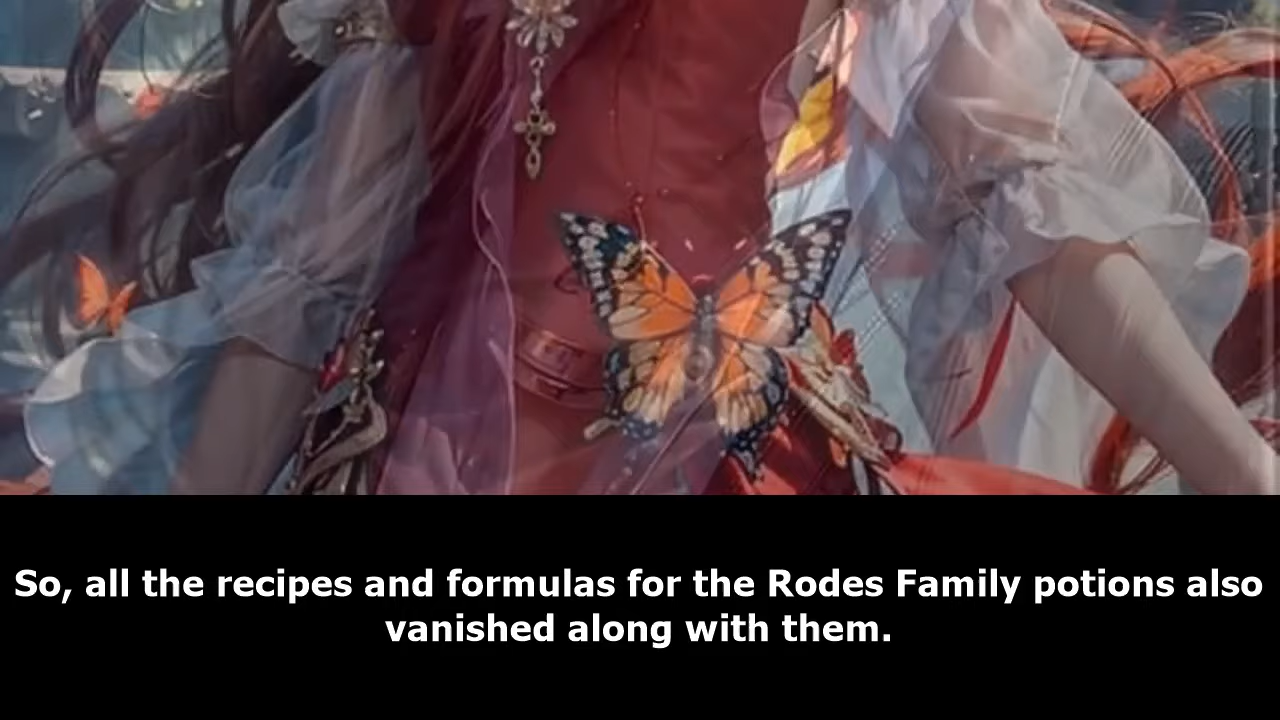 So, all the recipes and formulas for the Rodes Family potions also
vanished along with them.